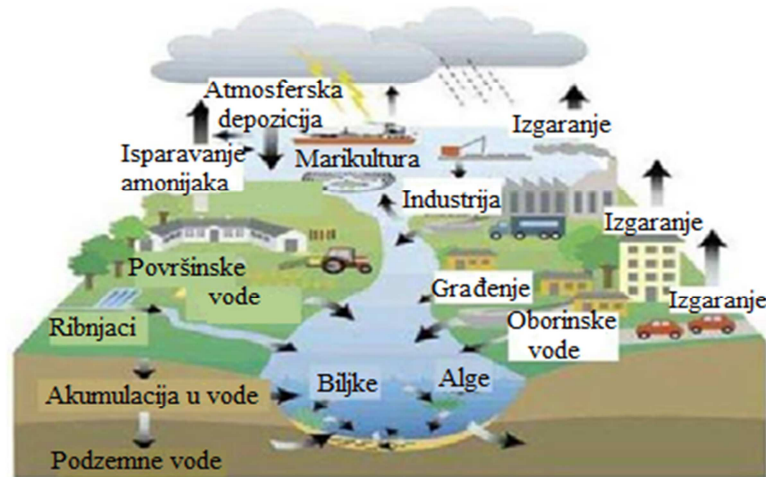 Atmosferska
depozicija
Izgaranje
Isparavanje
amonijaka
Marikultura
Industrija
Izgaranje
Površinske
vode
Građenje
Izgaranje
Ribnjaci
Oborinske
vode
Biljke
Alge
Akumulacija u vode
Podzemne vode